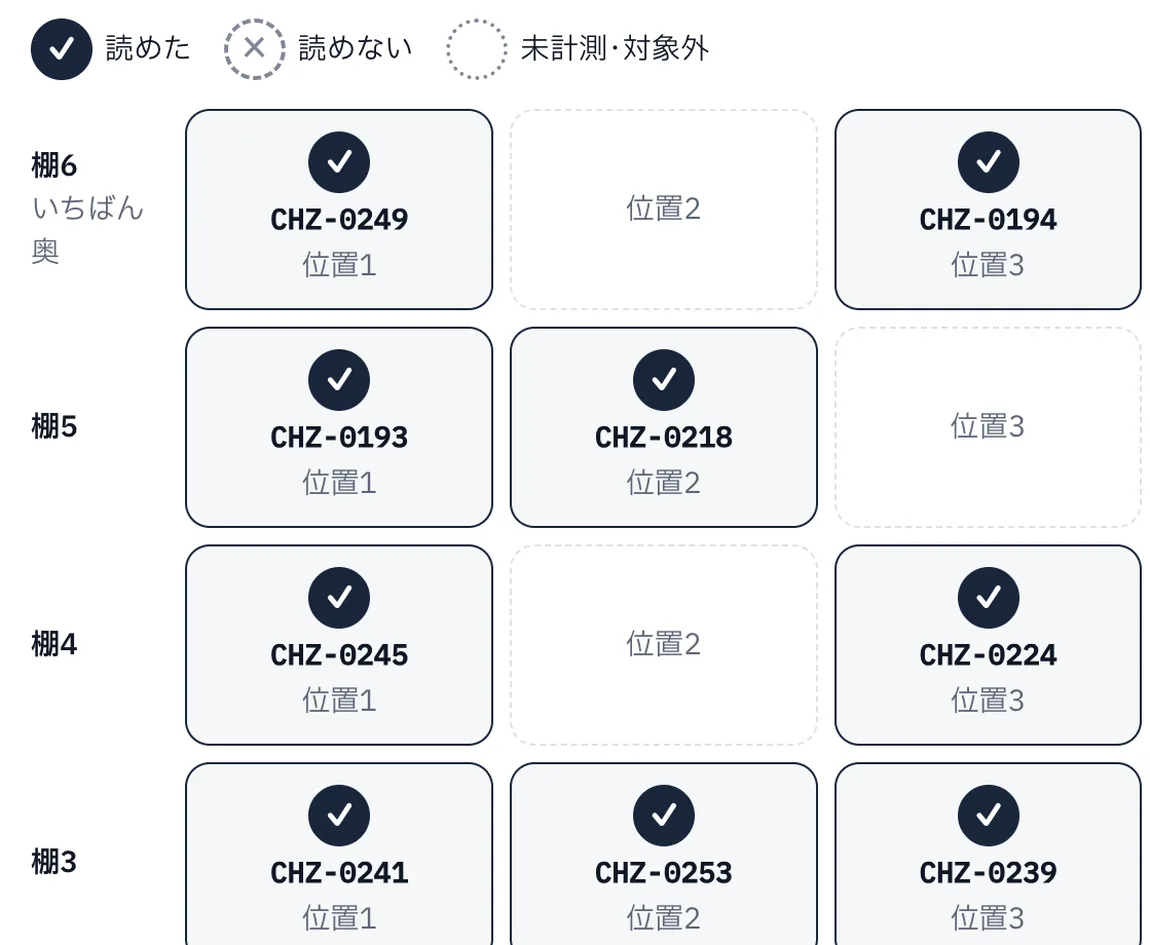 読めた 読めない 未計測·対象外
棚6
いちばん
奥
CHZ-0249
位置1
位置2
CHZ-0194
位置3
棚5
CHZ-0193
位置1
CHZ-0218
位置2
位置3
棚4
CHZ-0245
位置1
位置2
CHZ-0224
位置3
棚3
CHZ-0241
位置1
CHZ-0253
位置2
CHZ-0239
位置3